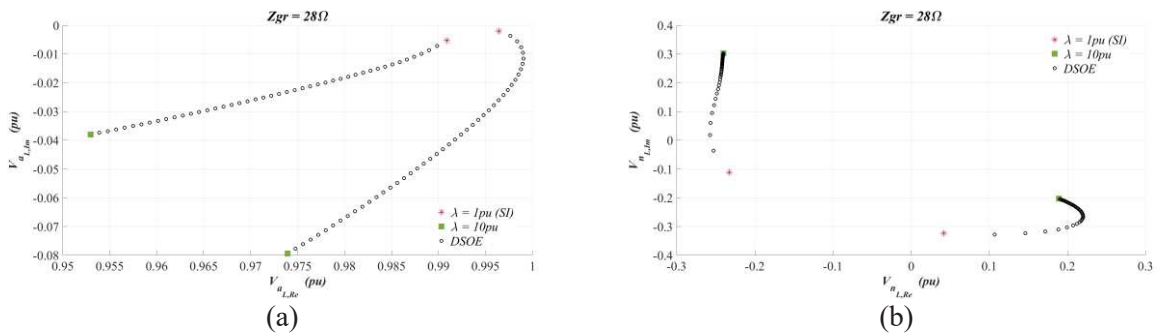 Zgr = 28Ω
0
-0.01
-0.02
-0.03
-0.04
-0.05
-0.06
-0.07
-0.08
V_{a_{L,Im}} (pu)
0.95
0.955
0.96
0.965
0.97
0.975
0.98
0.985
0.99
0.995
1
V_{a_{L,Re}} (pu)
λ = 1pu (SI)
λ = 10pu
DSOE
(a)
Zgr = 28Ω
0.4
0.3
0.2
0.1
0
-0.1
-0.2
-0.3
-0.4
V_{n_{L,Im}} (pu)
-0.3
-0.2
-0.1
0
0.1
0.2
0.3
V_{n_{L,Re}} (pu)
λ = 1pu (SI)
λ = 10pu
DSOE
(b)